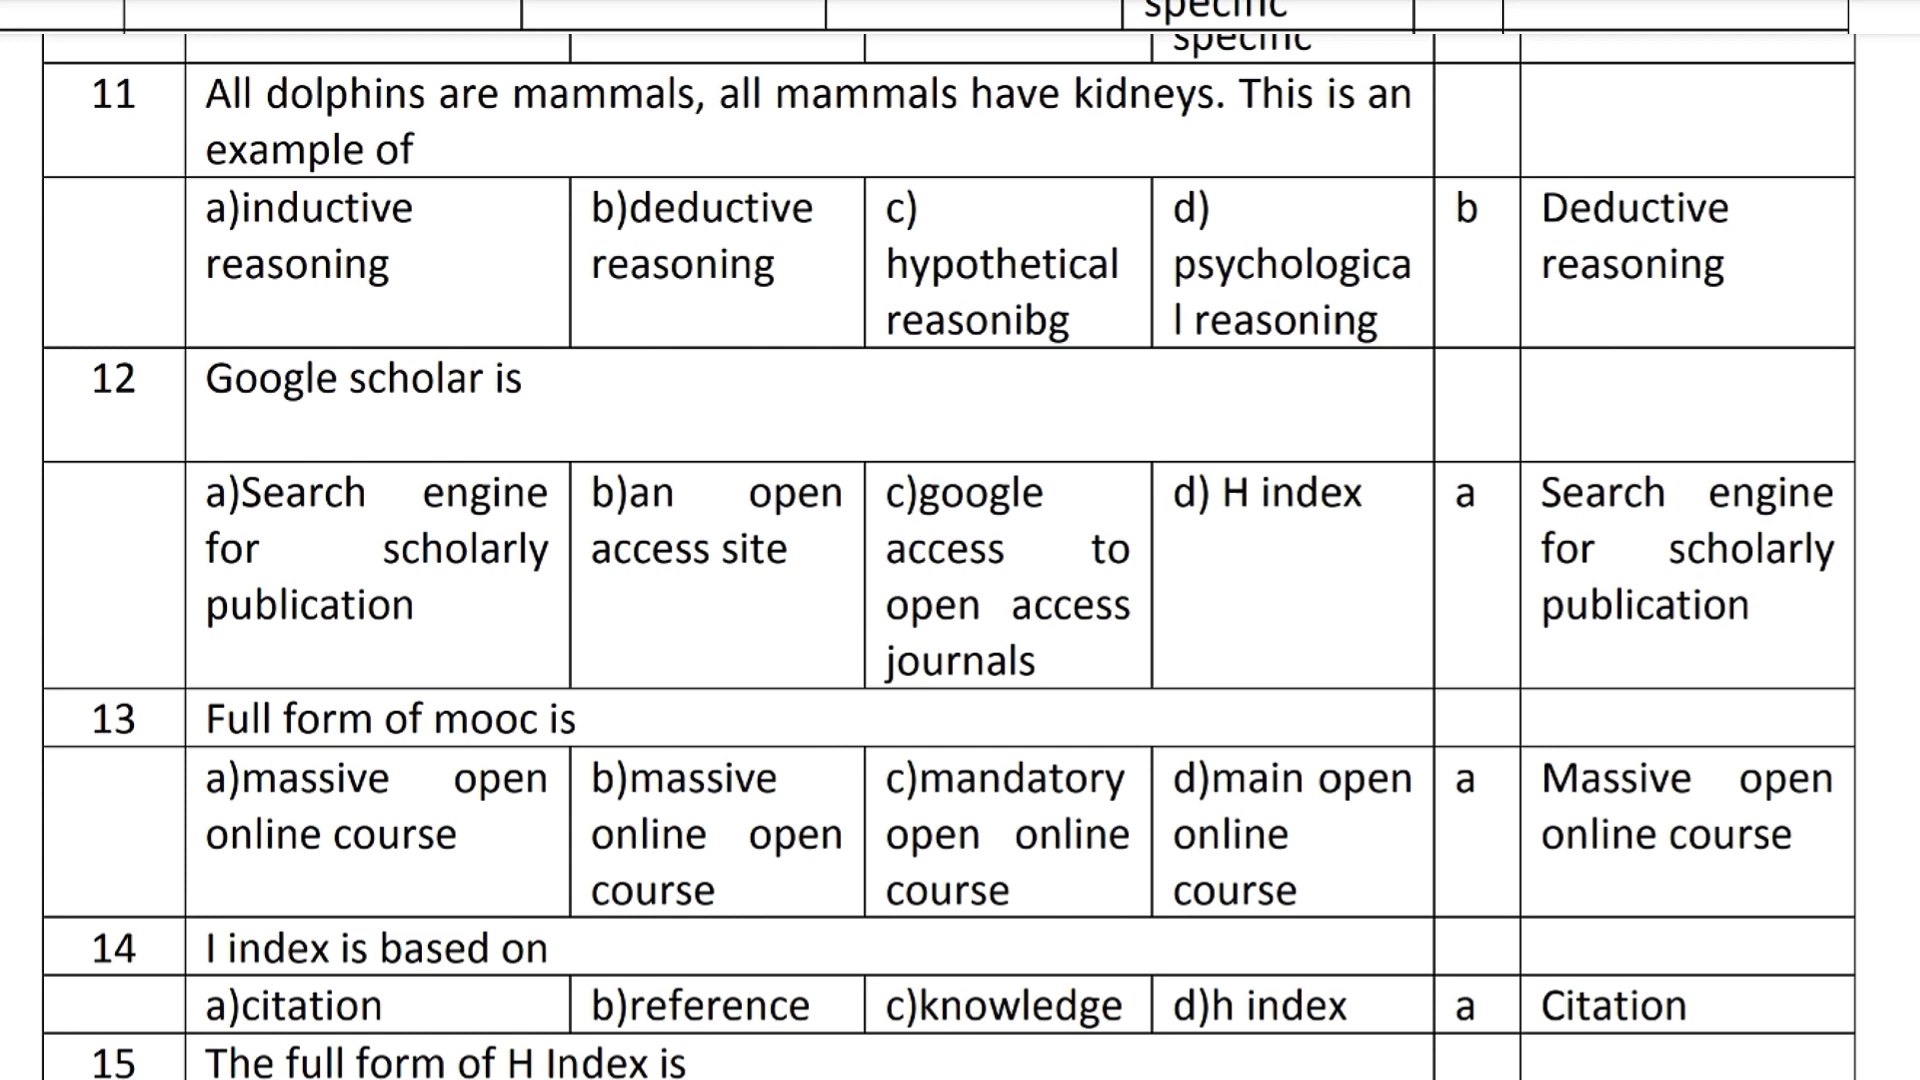 specific
specific
11 All dolphins are mammals, all mammals have kidneys. This is an
example of
a)inductive b)deductive c) d) b Deductive
reasoning reasoning hypothetical psychologica reasoning
reasonibg l reasoning
12 Google scholar is
a)Search engine b)an open c)google d) H index a Search engine
for scholarly access site access to for scholarly
publication open access publication
journals
13 Full form of mooc is
a)massive open b)massive c)mandatory d)main open a Massive open
online course online open open online online online course
course course course
14 I index is based on
a)citation b)reference c)knowledge d)h index a Citation
15 The full form of H Index is